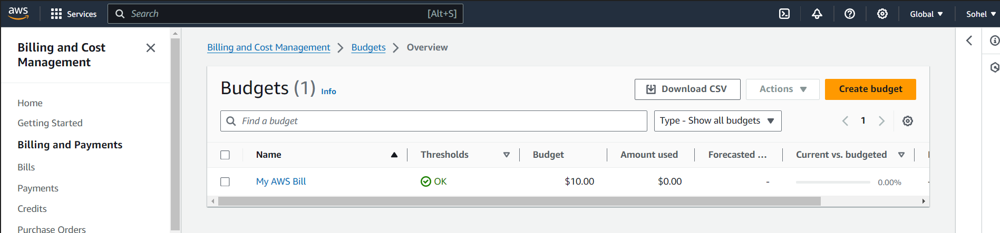 aws
Services
Search
[Alt+S]
Global
Sohel
Billing and Cost
Management
Home
Getting Started
Billing and Payments
Bills
Payments
Credits
Purchase Orders
Billing and Cost Management > Budgets > Overview
Budgets (1) Info
Download CSV
Actions
Create budget
Find a budget
Type - Show all budgets
1
Name Thresholds Budget Amount used Forecasted ... Current vs. budgeted
My AWS Bill OK $10.00 $0.00 - 0.00%